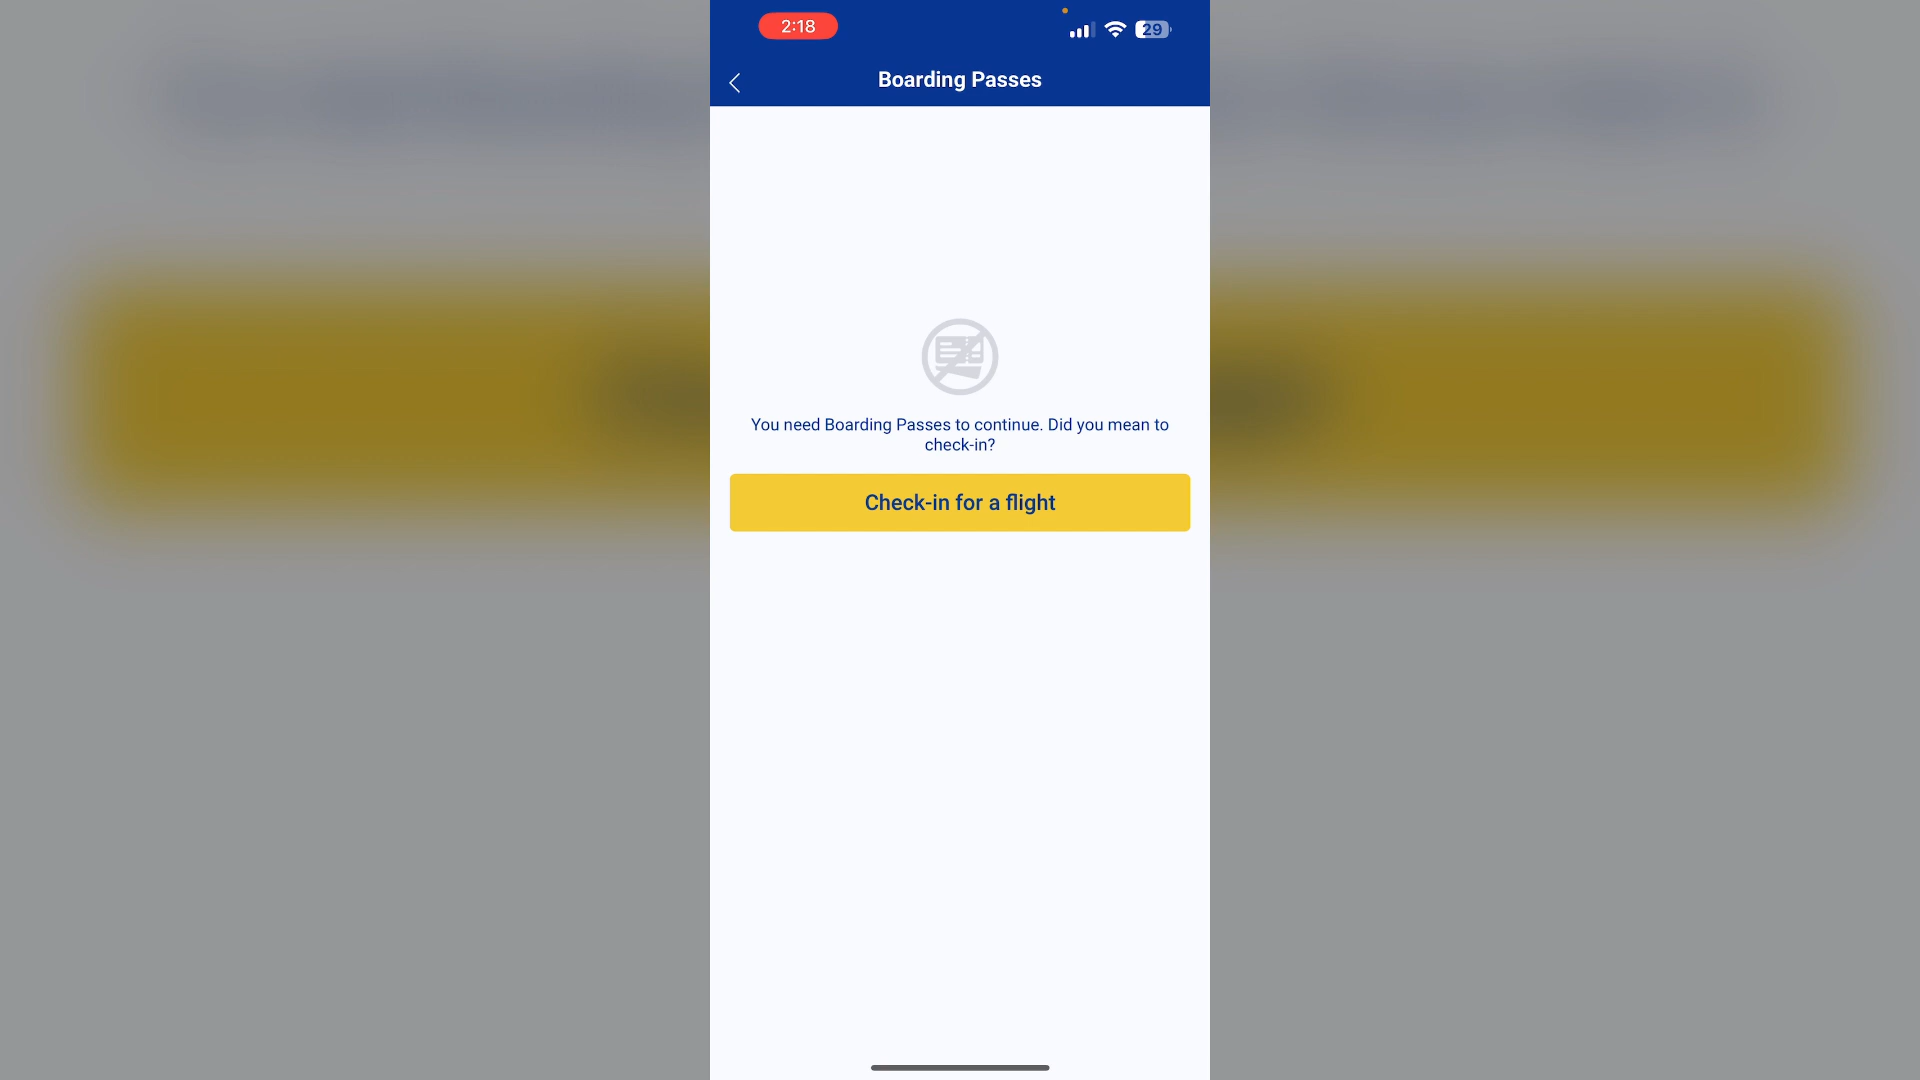 2:18
29
Boarding Passes
You need Boarding Passes to continue. Did you mean to
check-in?
Check-in for a flight